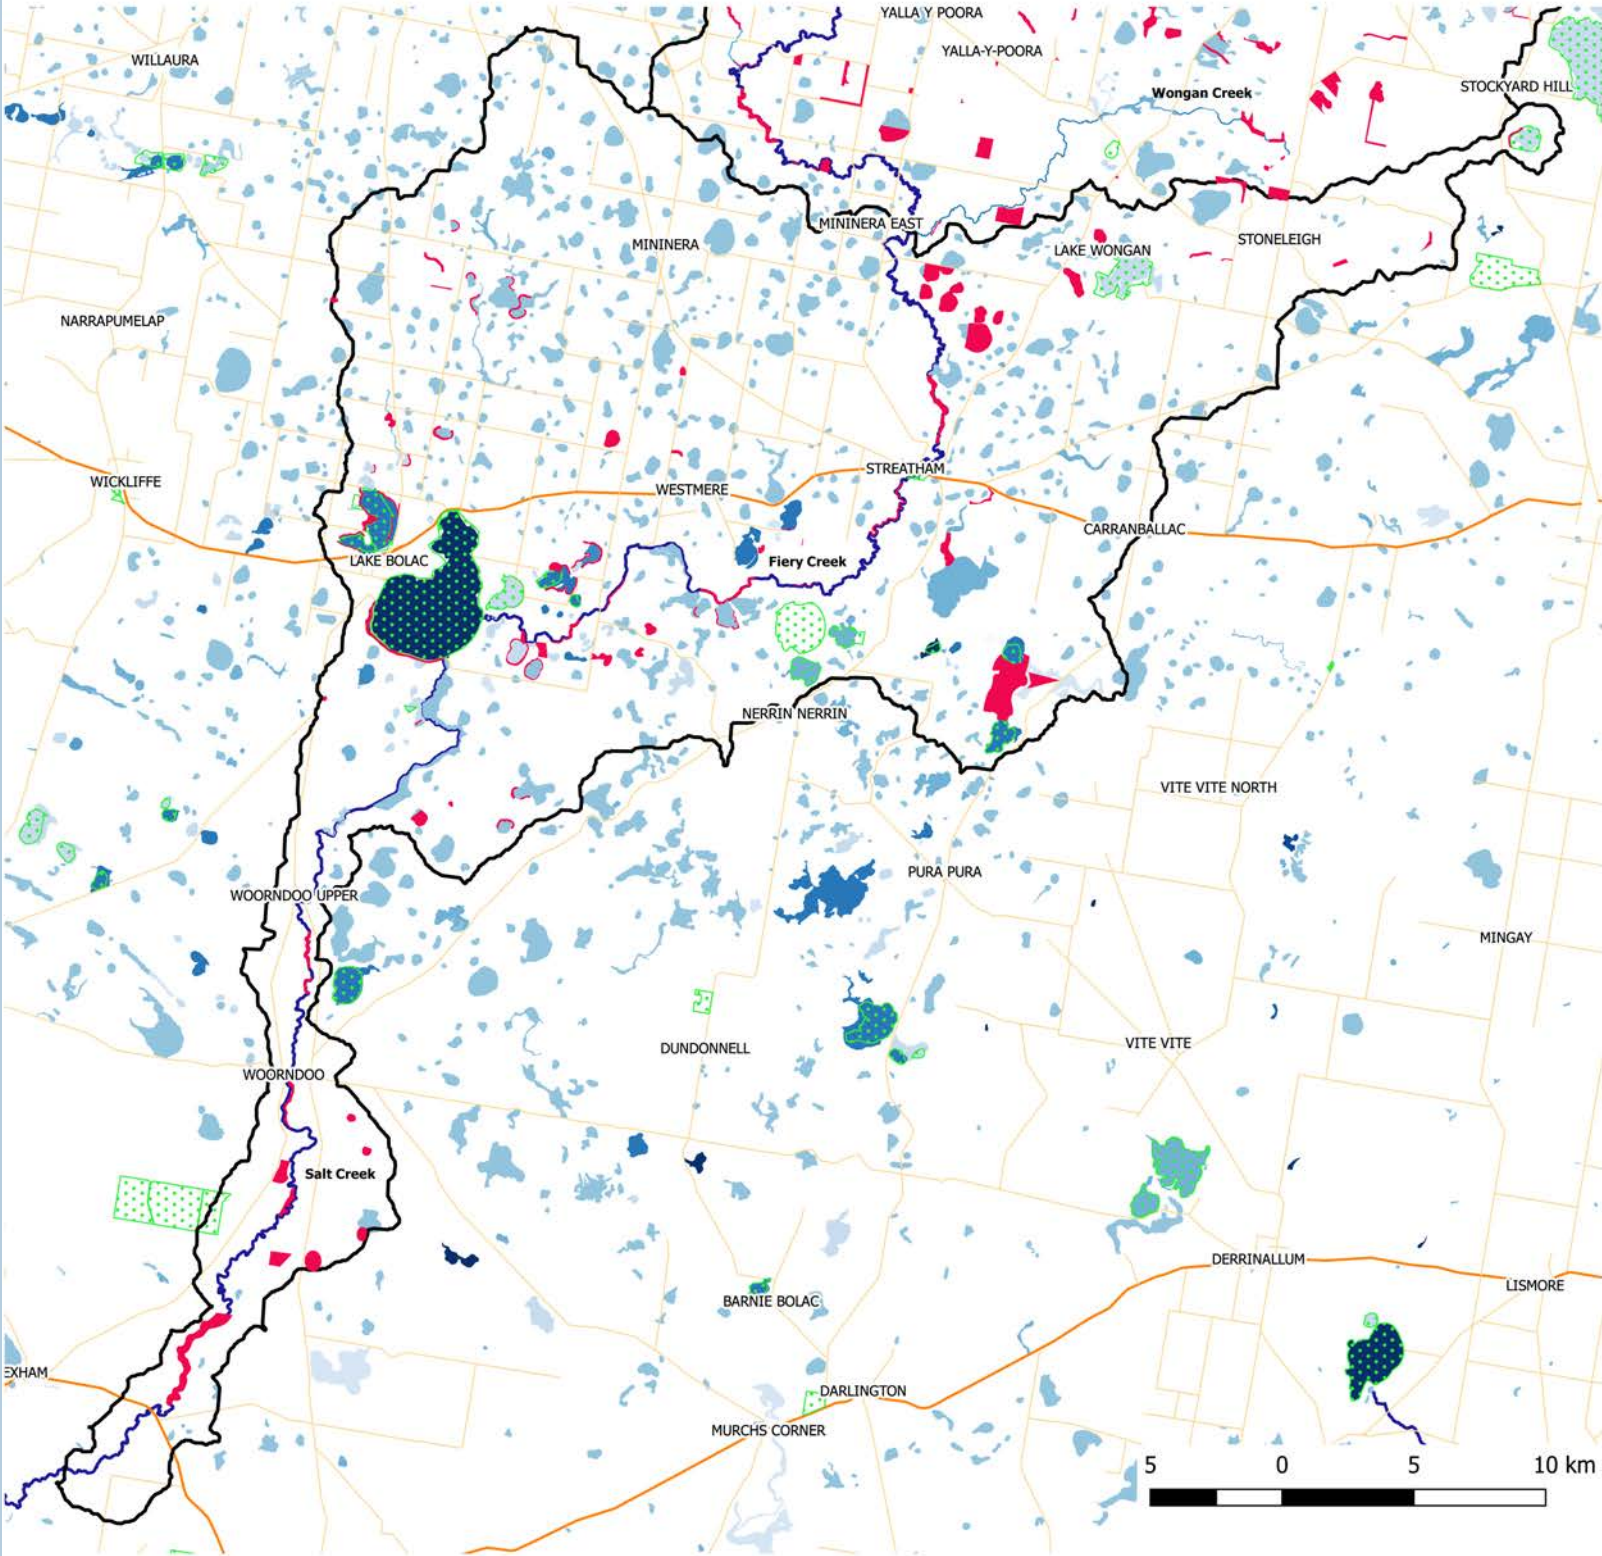 YALLA Y POORA
YALLA-Y-POORA
WILLAURA
STOCKYARD HILL
Wongan Creek
MININERA EAST
MININERA
LAKE WONGAN
STONELEIGH
NARRAPUMELAP
STREATHAM
WICKLIFFE
WESTMERE
CARRANBALLAC
LAKE BOLAC
Fiery Creek
NERRIN NERRIN
VITE VITE NORTH
PURA PURA
WOORNDOO UPPER
MINGAY
VITE VITE
DUNDONNELL
WOORNDOO
Salt Creek
DERRINALLUM
LISMORE
BARNIE BOLAC
EXHAM
DARLINGTON
MURCHS CORNER
5 0 5 10 km